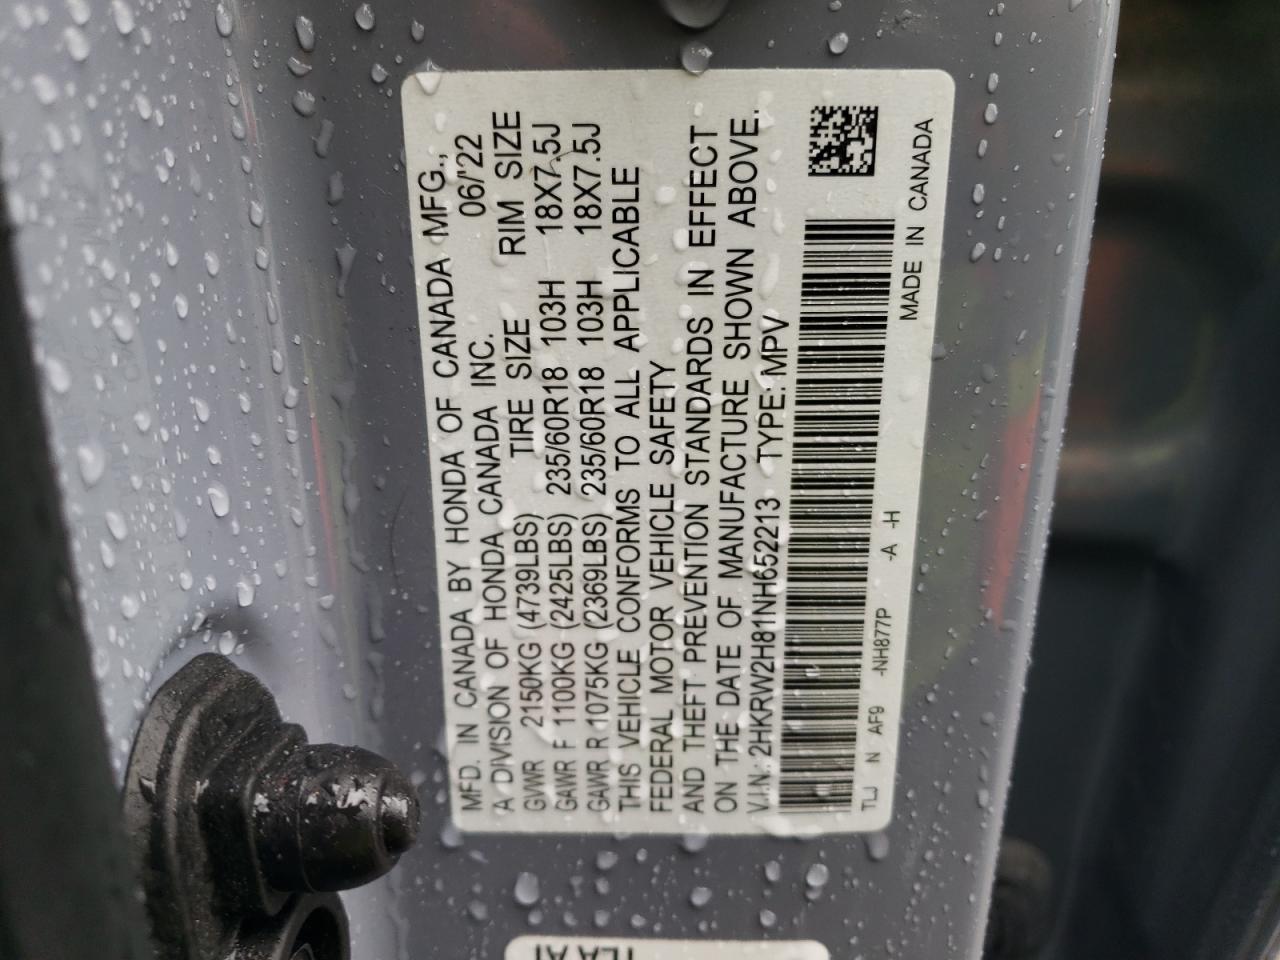 MFD. IN CANADA BY HONDA OF CANADA MFG.,
A DIVISION OF HONDA CANADA INC. 06/'22
GVWR 2150KG (4739LBS) TIRE SIZE RIM SIZE
GAWR F 1100KG (2425LBS) 235/60R18 103H 18X7.5J
GAWR R 1075KG (2369LBS) 235/60R18 103H 18X7.5J
THIS VEHICLE CONFORMS TO ALL APPLICABLE
FEDERAL MOTOR VEHICLE SAFETY
AND THEFT PREVENTION STANDARDS IN EFFECT
ON THE DATE OF MANUFACTURE SHOWN ABOVE.
V.I.N.: 2HKRW2H81NH652213 TYPE: MPV
TLJ N AF9 -NH877P -A -H
MADE IN CANADA